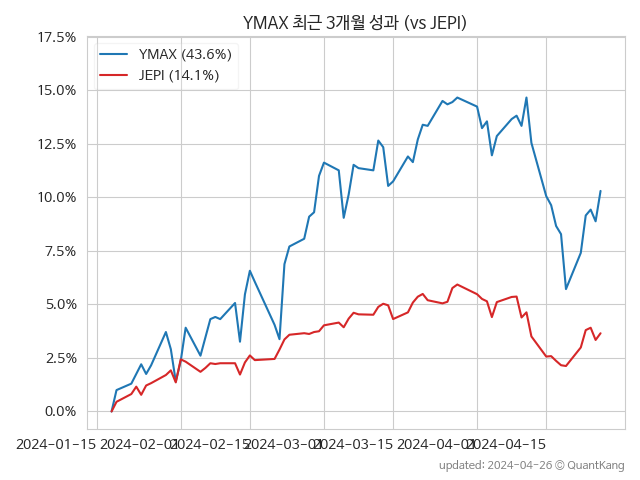 YMAX 최근 3개월 성과 (vs JEPI)
17.5%
YMAX (43.6%)
JEPI (14.1%)
15.0%
12.5%
10.0%
7.5%
5.0%
2.5%
0.0%
2024-01-15 2024-02-01 2024-02-15 2024-03-01 2024-03-15 2024-04-01 2024-04-15
updated: 2024-04-26 © QuantKang